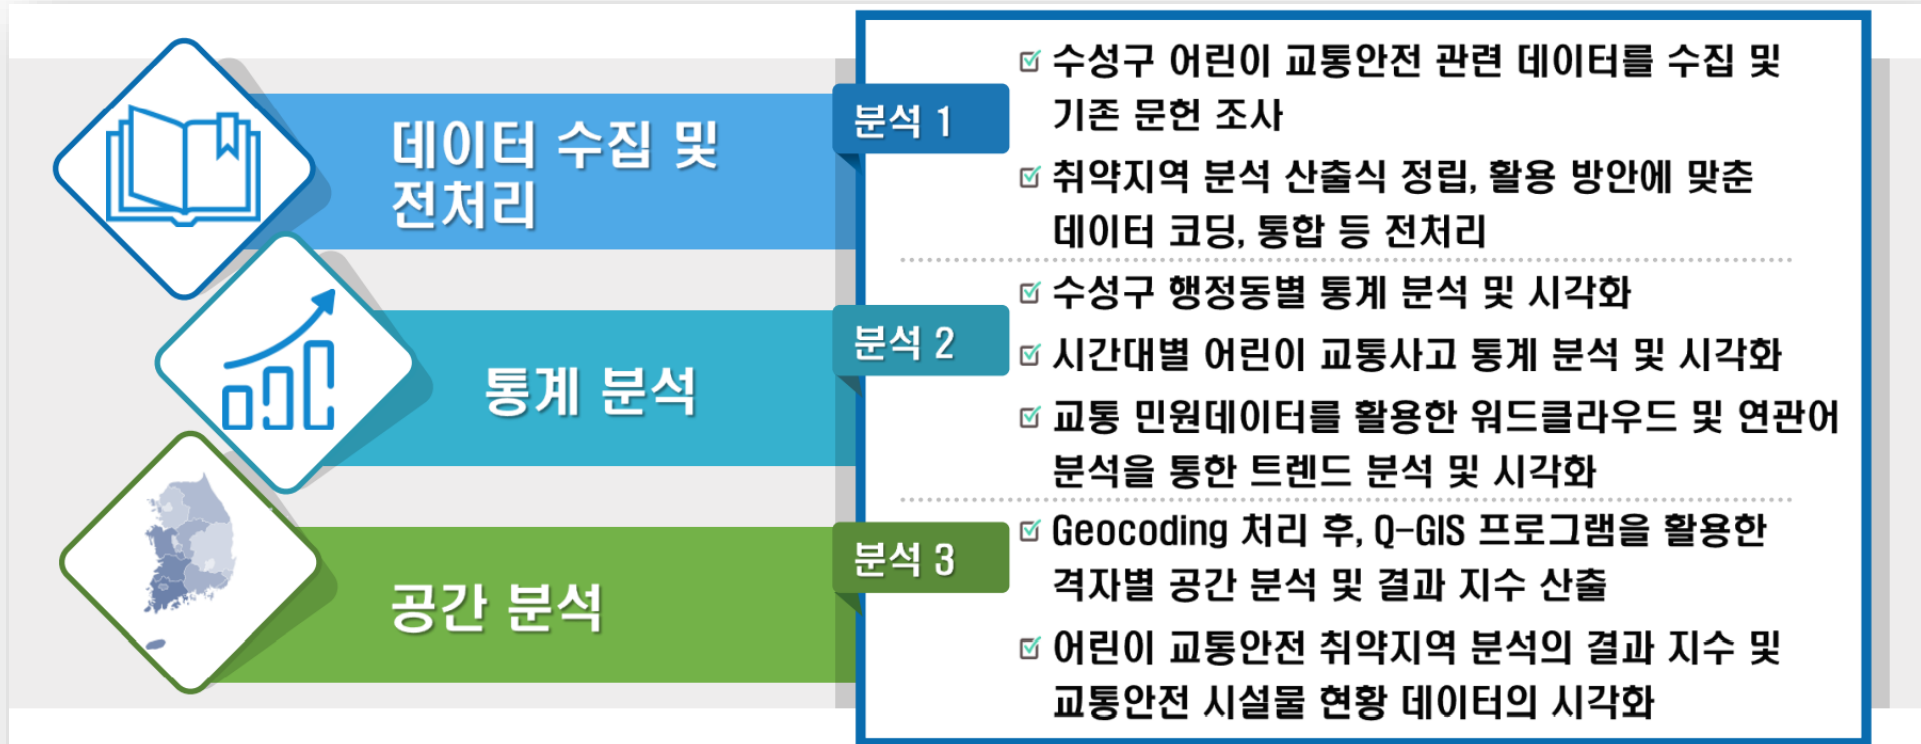 데이터 수집 및
전처리
분석 1
수성구 어린이 교통안전 관련 데이터를 수집 및
기존 문헌 조사
취약지역 분석 산출식 정립, 활용 방안에 맞춘
데이터 코딩, 통합 등 전처리
통계 분석
분석 2
수성구 행정동별 통계 분석 및 시각화
시간대별 어린이 교통사고 통계 분석 및 시각화
교통 민원데이터를 활용한 워드클라우드 및 연관어
분석을 통한 트렌드 분석 및 시각화
공간 분석
분석 3
Geocoding 처리 후, Q-GIS 프로그램을 활용한
격자별 공간 분석 및 결과 지수 산출
어린이 교통안전 취약지역 분석의 결과 지수 및
교통안전 시설물 현황 데이터의 시각화